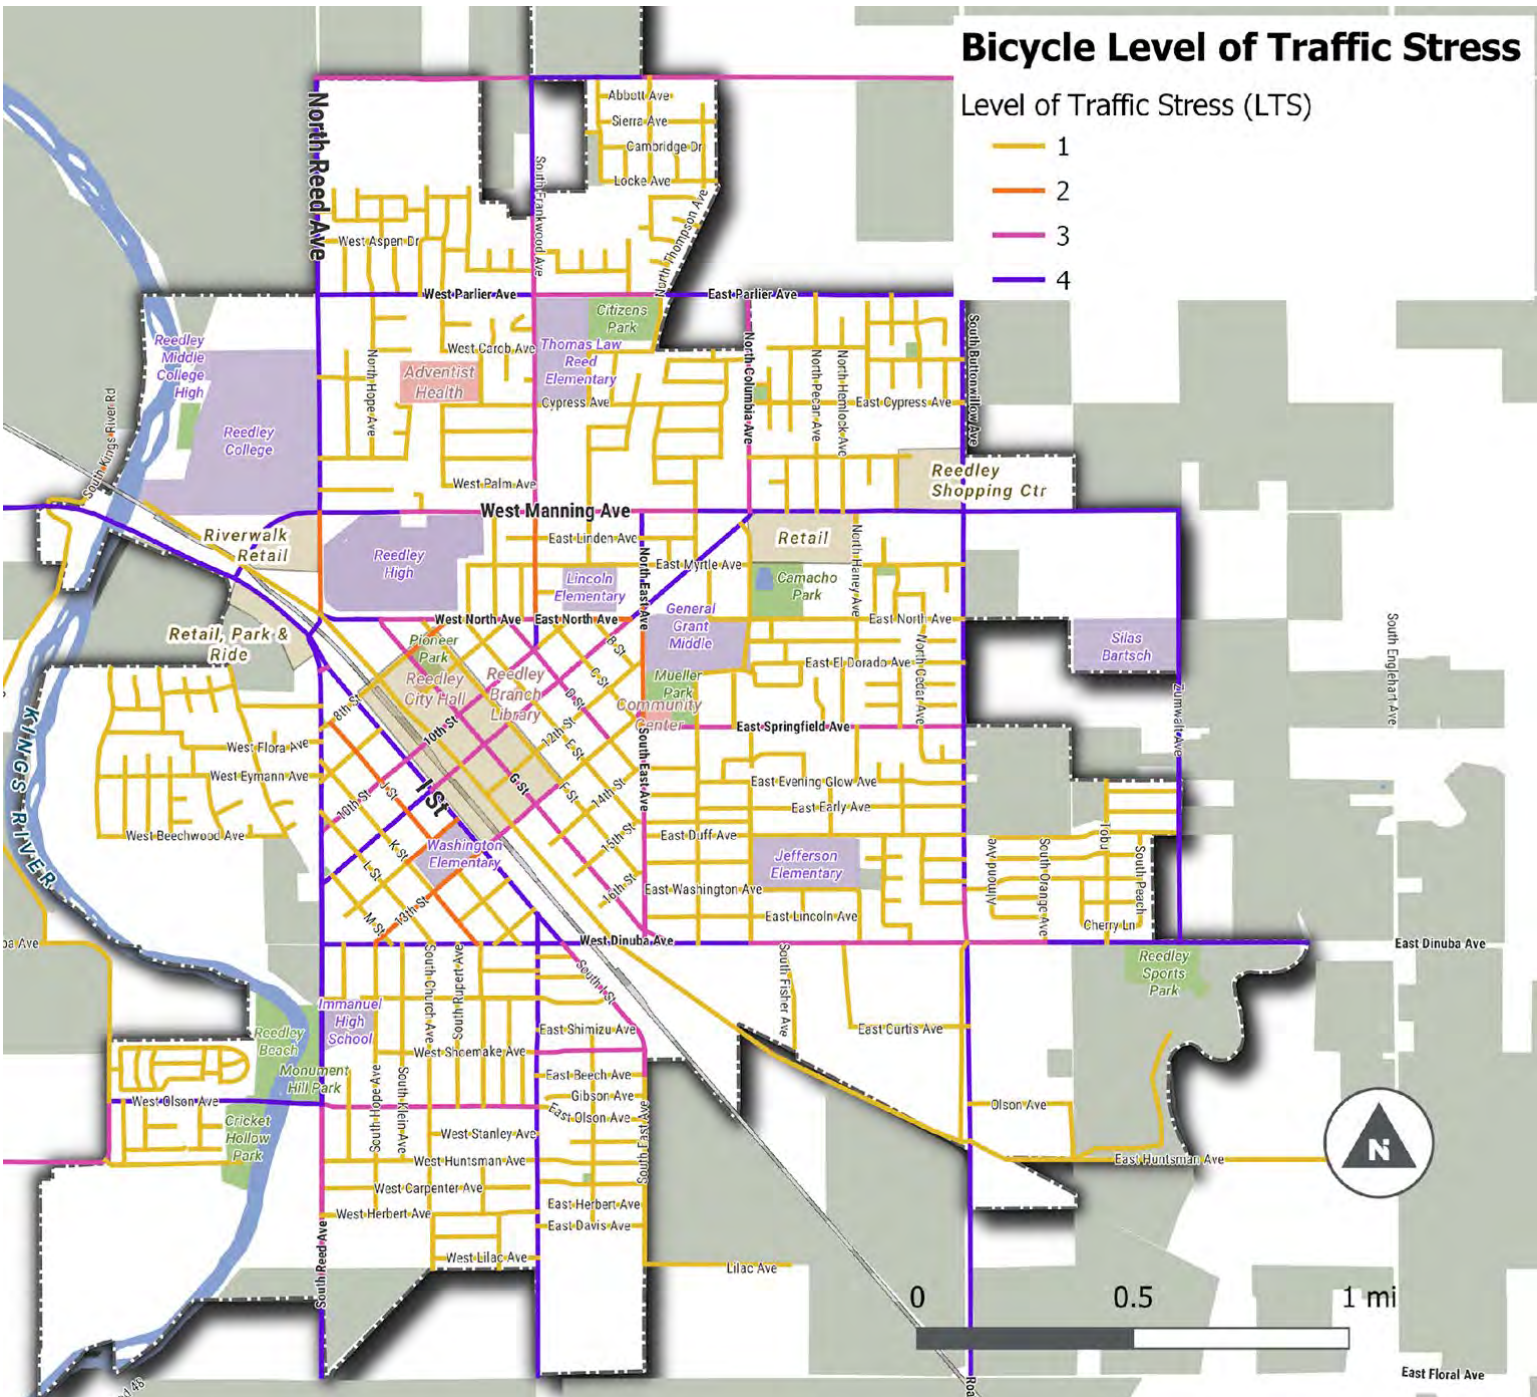 Bicycle Level of Traffic Stress
Level of Traffic Stress (LTS)
1
2
3
4
North Reed Ave
South Frankwood Ave
Abbott Ave
Sierra Ave
Cambridge Dr
Locke Ave
North Thompson Ave
West Aspen Dr
West Parlier Ave
East Parlier Ave
Citizens
Park
Reedley
Middle
College
High
Thomas Law
Reed
Elementary
West Carob Ave
Adventist
Health
North Hope Ave
Cypress Ave
North Columbia Ave
North Pecan Ave
North Hemlock Ave
East Cypress Ave
South Buttonwillow Ave
South Kings River Rd
Reedley
College
West Palm Ave
Reedley
Shopping Ctr
West Manning Ave
Riverwalk
Retail
Reedley
High
East Linden Ave
North East Ave
East Myrtle Ave
Retail
North Haney Ave
Camacho
Park
Lincoln
Elementary
General
Grant
Middle
West North Ave
East North Ave
East North Ave
Retail, Park &
Ride
Pioneer
Park
Reedley
City Hall
Reedley
Branch
Library
B St
C St
D St
E St
F St
G St
I St
J St
K St
L St
M St
8th St
10th St
10th St
12th St
13th St
14th St
15th St
16th St
Mueller
Park
Community
Center
East El Dorado Ave
North Cedar Ave
Silas
Bartsch
South Englehart Ave
Zumwalt Ave
East Springfield Ave
South East Ave
KINGS RIVER
West Flora Ave
West Eymann Ave
West Beechwood Ave
East Evening Glow Ave
East Early Ave
East Duff Ave
Washington
Elementary
Jefferson
Elementary
East Washington Ave
East Lincoln Ave
Almond Ave
South Orange Ave
Tobu
South Peach
Cherry Ln
West Dinuba Ave
East Dinuba Ave
ba Ave
Reedley
Sports
Park
South Church Ave
South Rupert Ave
South I St
South Fisher Ave
Immanuel
High
School
East Shimizu Ave
East Curtis Ave
Reedley
Beach
West Shoemake Ave
Monument
Hill Park
South Hope Ave
South Klein Ave
East Beech Ave
Gibson Ave
East Olson Ave
West Olson Ave
Olson Ave
Cricket
Hollow
Park
West Stanley Ave
South East Ave
West Huntsman Ave
East Huntsman Ave
N
West Carpenter Ave
West Herbert Ave
East Herbert Ave
East Davis Ave
South Reed Ave
West Lilac Ave
Lilac Ave
0
0.5
1 mi
East Floral Ave
Roa